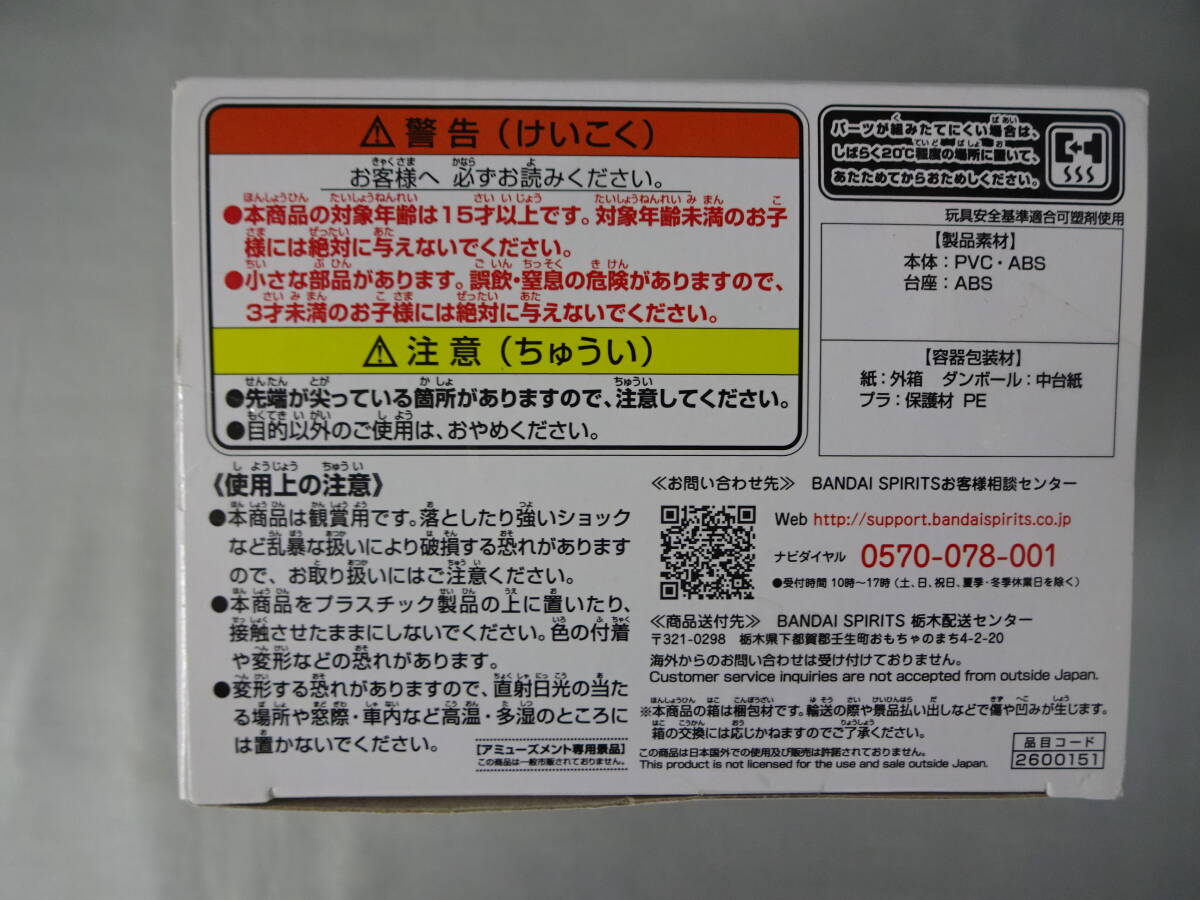 ⚠警告(けいこく)
お客様へ 必ずお読みください。
●本商品の対象年齢は15才以上です。対象年齢未満のお子
様には絶対に与えないでください。
●小さな部品があります。誤飲・窒息の危険がありますので、
3才未満のお子様には絶対に与えないでください。
⚠注意(ちゅうい)
●先端が尖っている箇所がありますので、注意してください。
●目的以外のご使用は、おやめください。
パーツが組みたてにくい場合は、
しばらく20℃程度の場所に置いて、
あたためてからおためしください。
玩具安全基準適合可塑剤使用
【製品素材】
本体:PVC・ABS
台座:ABS
【容器包装材】
紙:外箱 ダンボール:中台紙
プラ:保護材 PE
《使用上の注意》
●本商品は観賞用です。落としたり強いショック
など乱暴な扱いにより破損する恐れがあります
ので、お取り扱いにはご注意ください。
●本商品をプラスチック製品の上に置いたり、
接触させたままにしないでください。色の付着
や変形などの恐れがあります。
●変形する恐れがありますので、直射日光の当た
る場所や窓際・車内など高温・多湿のところに
は置かないでください。
[アミューズメント専用景品]
この商品は一般市販されておりません。
≪お問い合わせ先≫ BANDAI SPIRITSお客様相談センター
Web http://support.bandaispirits.co.jp
ナビダイヤル 0570-078-001
●受付時間 10時〜17時(土、日、祝日、夏季・冬季休業日を除く)
≪商品送付先≫ BANDAI SPIRITS 栃木配送センター
〒321-0298 栃木県下都賀郡壬生町おもちゃのまち4-2-20
海外からのお問い合わせは受け付けておりません。
Customer service inquiries are not accepted from outside Japan.
※本商品の箱は梱包材です。輸送の際や景品払い出しなどで傷や凹みが生じます。
箱の交換には応じかねますのでご了承ください。
この商品は日本国外での使用及び販売は許諾されておりません。
This product is not licensed for the use and sale outside Japan.
品目コード
2600151